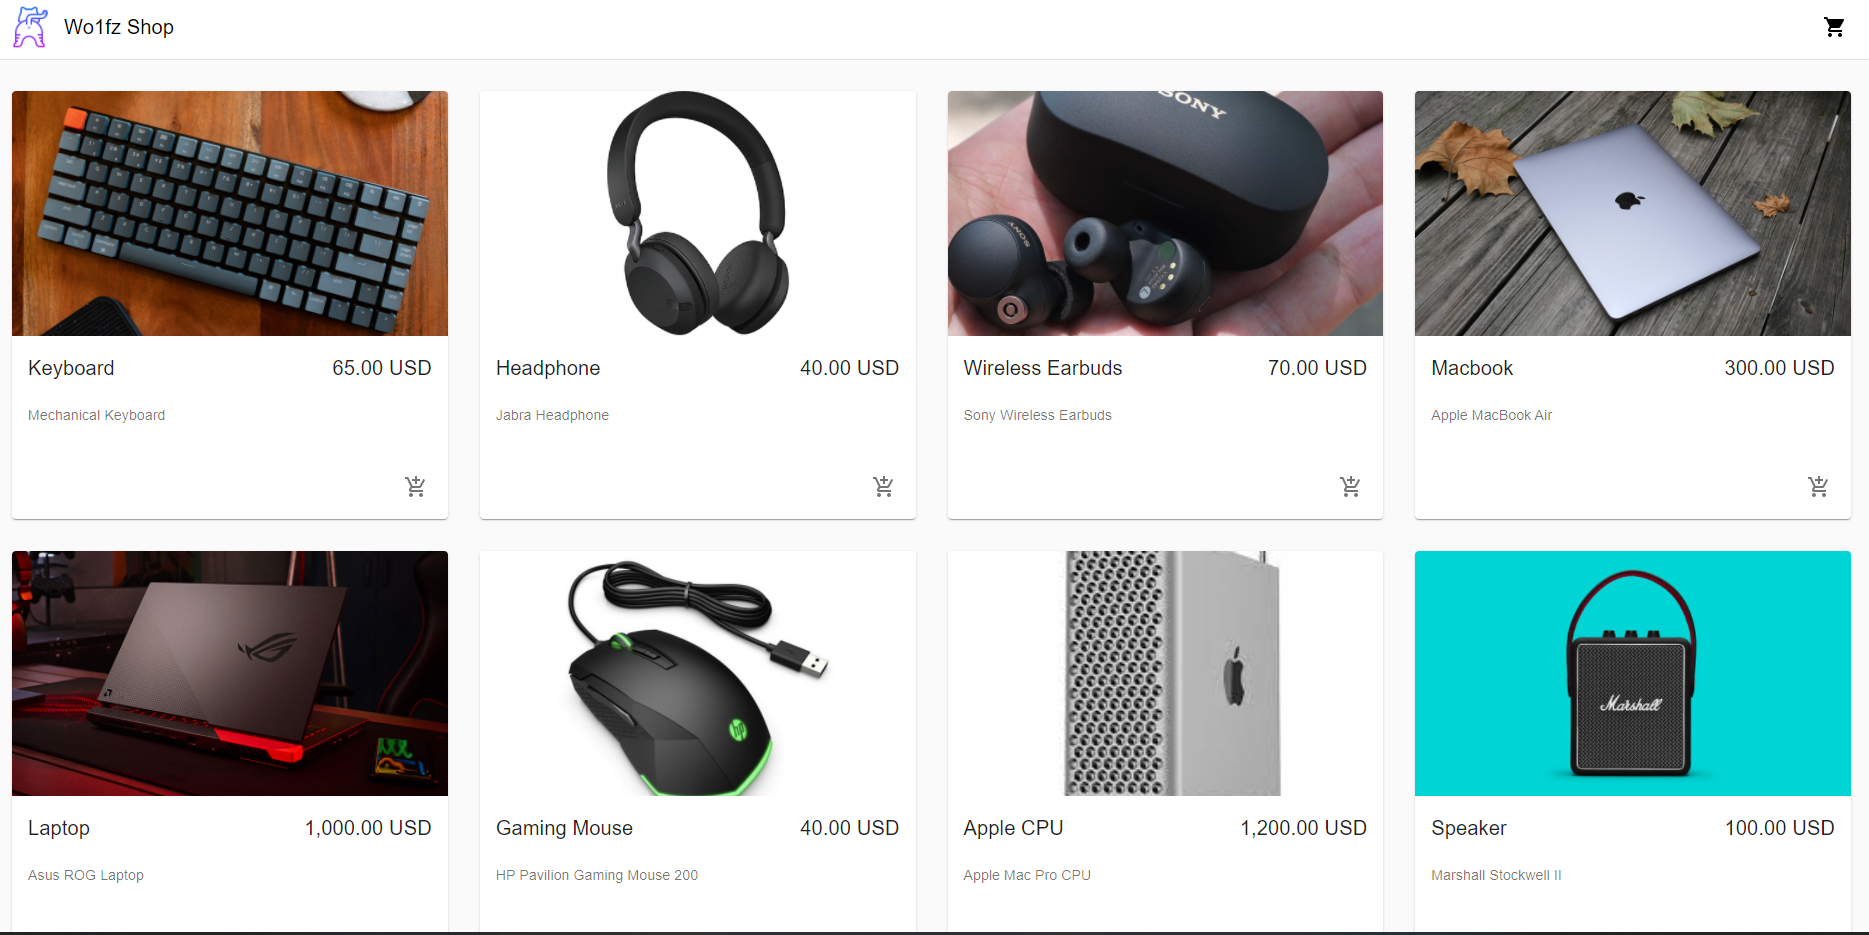 Wo1fz Shop
SONY
SONY
Keyboard 65.00 USD
Mechanical Keyboard
Headphone 40.00 USD
Jabra Headphone
Wireless Earbuds 70.00 USD
Sony Wireless Earbuds
Macbook 300.00 USD
Apple MacBook Air
hp
Marshall
Laptop 1,000.00 USD
Asus ROG Laptop
Gaming Mouse 40.00 USD
HP Pavilion Gaming Mouse 200
Apple CPU 1,200.00 USD
Apple Mac Pro CPU
Speaker 100.00 USD
Marshall Stockwell II